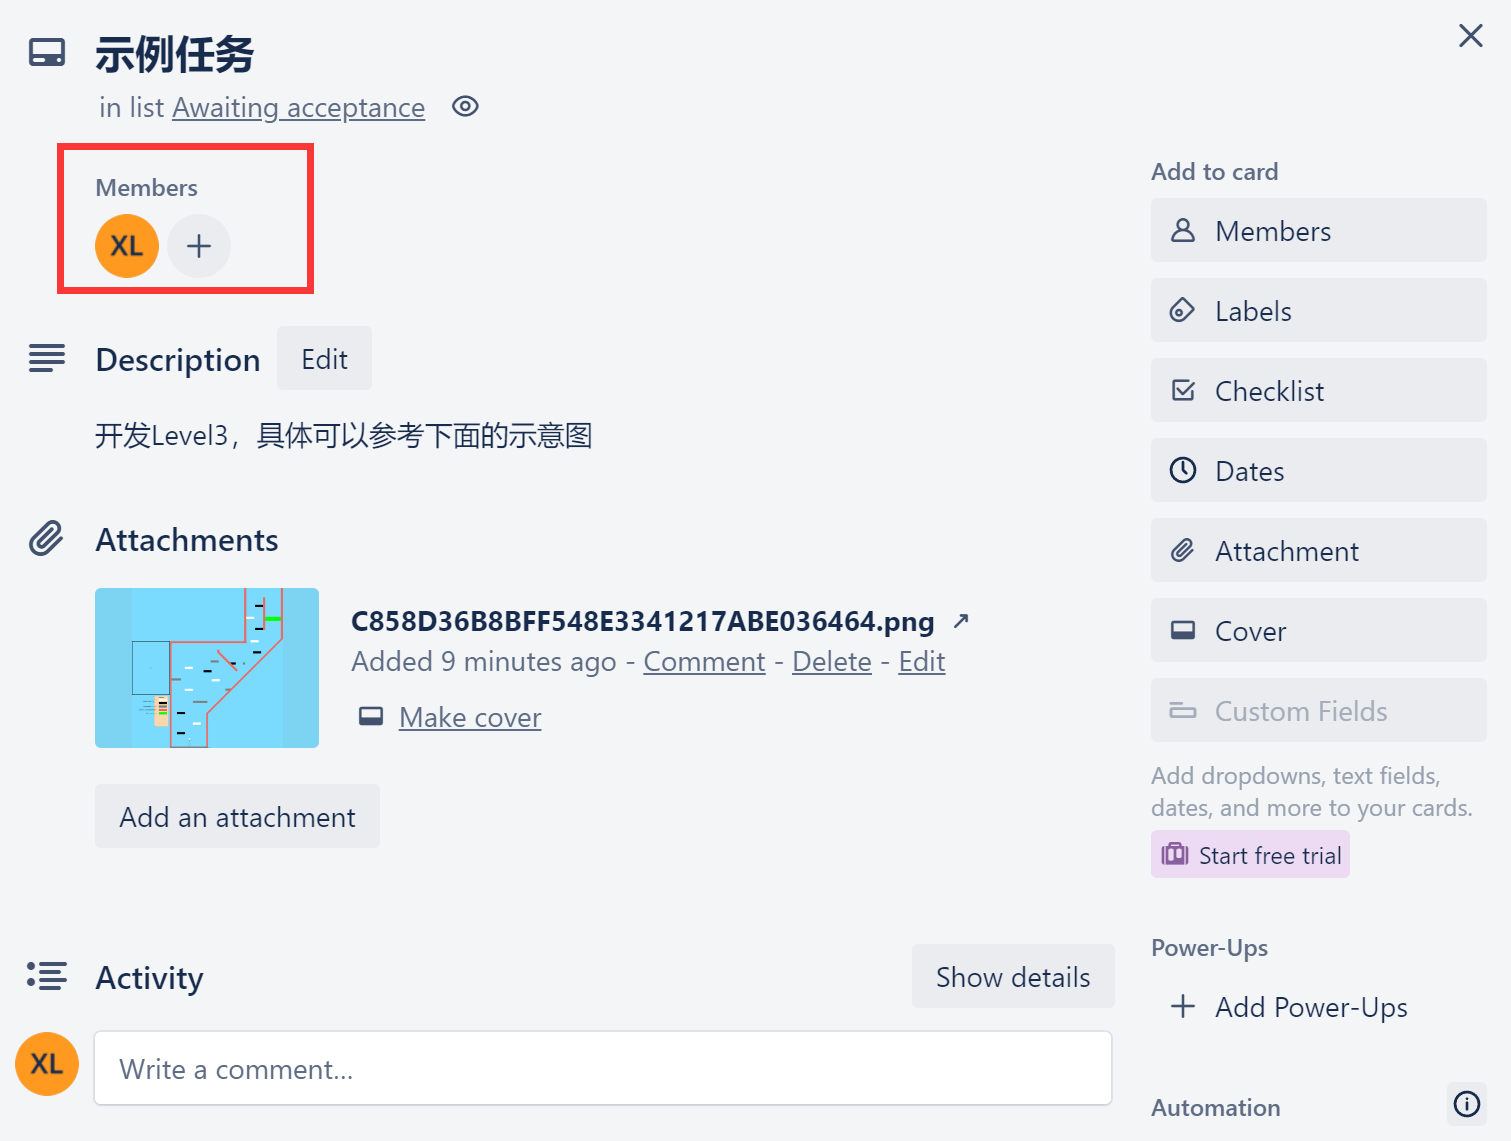 示例任务
in list Awaiting acceptance
Members
XL
Description
Edit
开发Level3，具体可以参考下面的示意图
Attachments
C858D36B8BFF548E3341217ABE036464.png
Added 9 minutes ago - Comment - Delete - Edit
Make cover
Add an attachment
Activity
Show details
XL
Write a comment...
Add to card
Members
Labels
Checklist
Dates
Attachment
Cover
Custom Fields
Add dropdowns, text fields,
dates, and more to your cards.
Start free trial
Power-Ups
Add Power-Ups
Automation